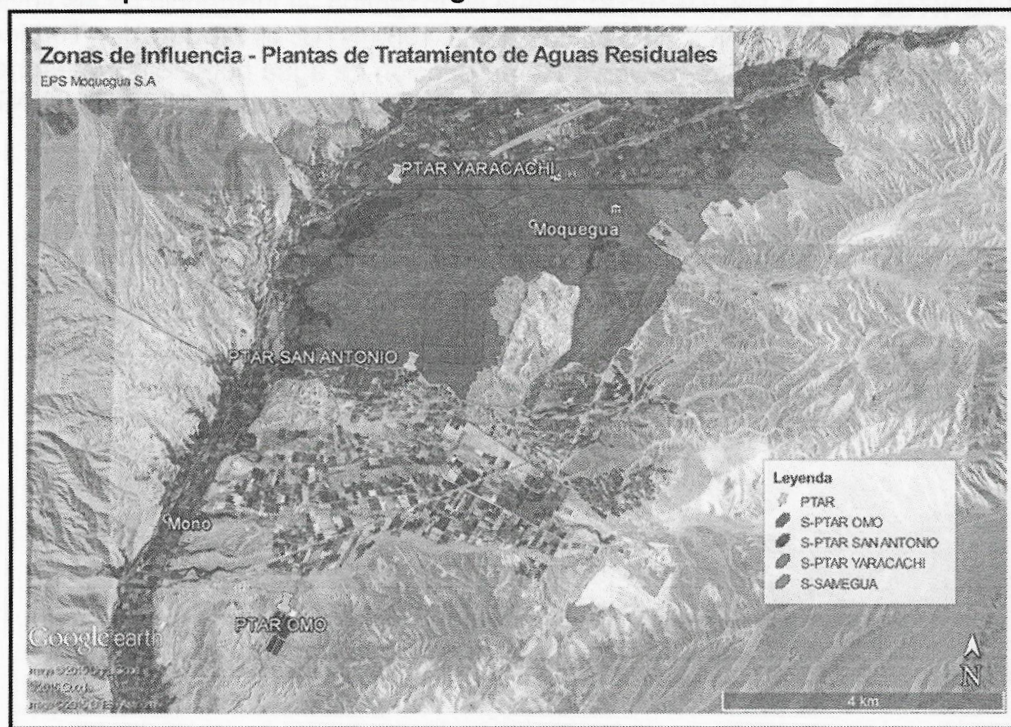 Zonas de Influencia - Plantas de Tratamiento de Aguas Residuales
EPS Moquegua S.A
PTAR YARACACHI
Moquegua
PTAR SAN ANTONIO
Leyenda
PTAR
S-PTAR OMO
S-PTAR SAN ANTONIO
S-PTAR YARACACHI
S-SAMEGUA
Mono
PTAR OMO
Google earth
N
4 km